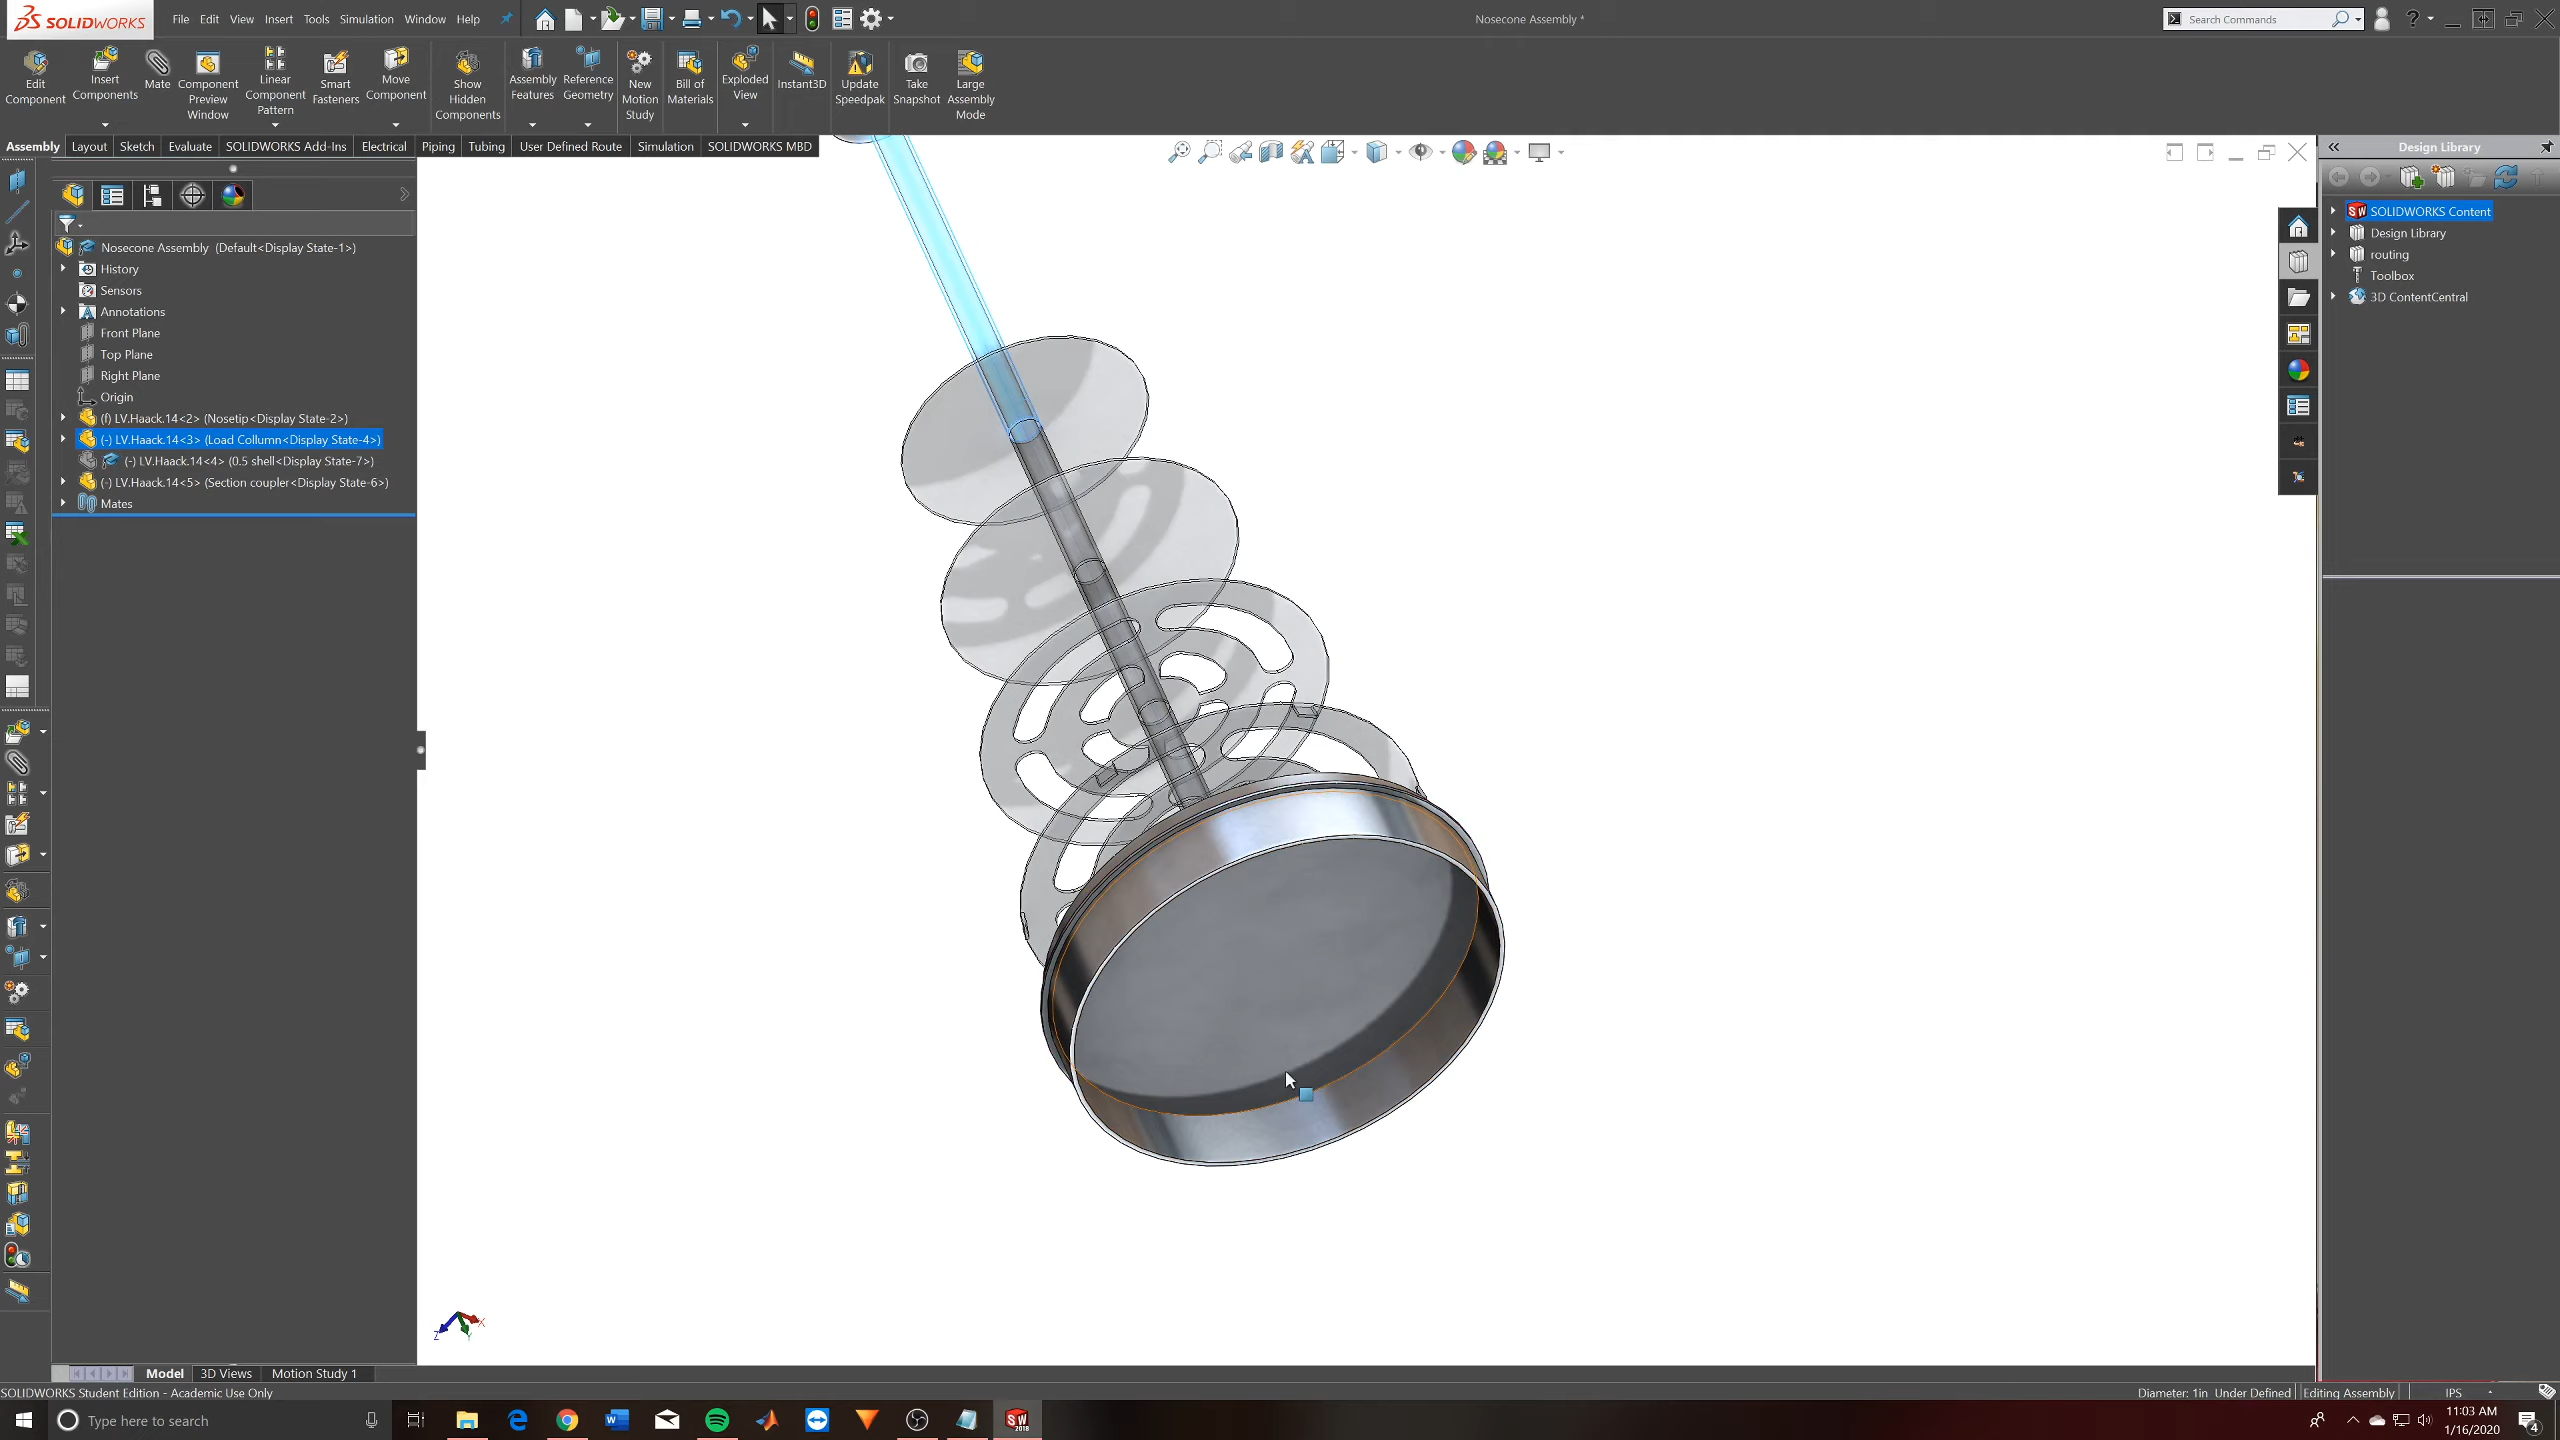 SOLIDWORKS File Edit View Insert Tools Simulation Window Help Nosecone Assembly * Search Commands
Edit Component
Insert Components
Mate
Component Preview Window
Linear Component Pattern
Smart Fasteners
Move Component
Show Hidden Components
Assembly Features
Reference Geometry
New Motion Study
Bill of Materials
Exploded View
Instant3D
Update Speedpak
Take Snapshot
Large Assembly Mode
Assembly Layout Sketch Evaluate SOLIDWORKS Add-Ins Electrical Piping Tubing User Defined Route Simulation SOLIDWORKS MBD
Nosecone Assembly (Default<Display State-1>)
History
Sensors
Annotations
Front Plane
Top Plane
Right Plane
Origin
(f) LV.Haack.14<2> (Nosetip<Display State-2>)
(-) LV.Haack.14<3> (Load Collumn<Display State-4>)
(-) LV.Haack.14<4> (0.5 shell<Display State-7>)
(-) LV.Haack.14<5> (Section coupler<Display State-6>)
Mates
Design Library
SOLIDWORKS Content
Design Library
routing
Toolbox
3D ContentCentral
Z X Y
Model 3D Views Motion Study 1
SOLIDWORKS Student Edition - Academic Use Only Diameter: 1in Under Defined Editing Assembly IPS
Type here to search
11:03 AM
1/16/2020
4